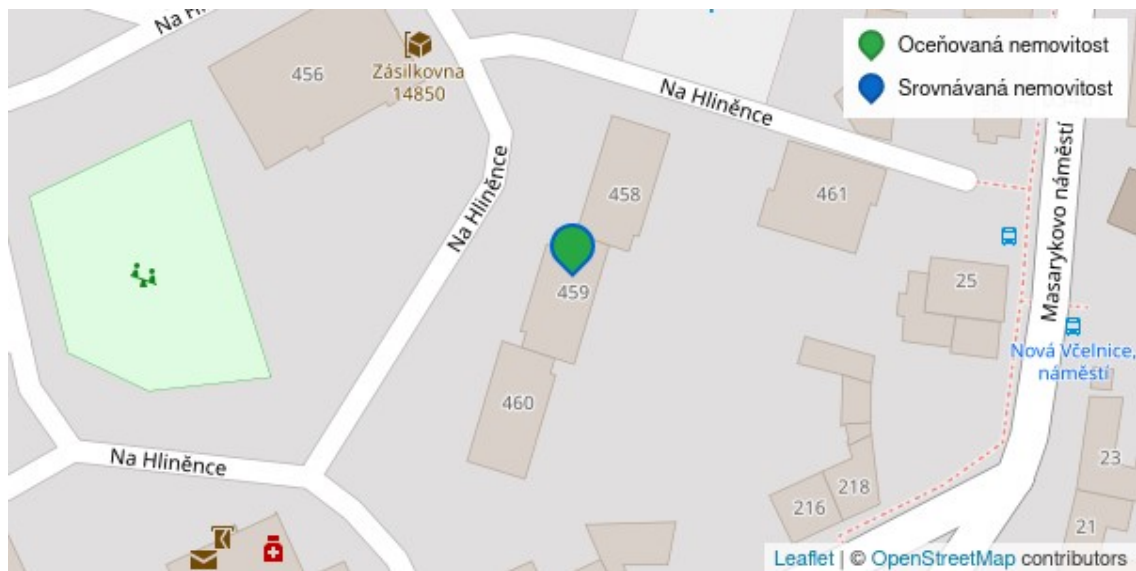 Na Hliněnce
Oceňovaná nemovitost
Srovnávaná nemovitost
456
Zásilkovna
14850
Na Hliněnce
Na Hliněnce
458
461
Masarykovo náměstí
459
25
Nová Včelnice,
náměstí
460
Na Hliněnce
216
218
23
21
Leaflet | © OpenStreetMap contributors